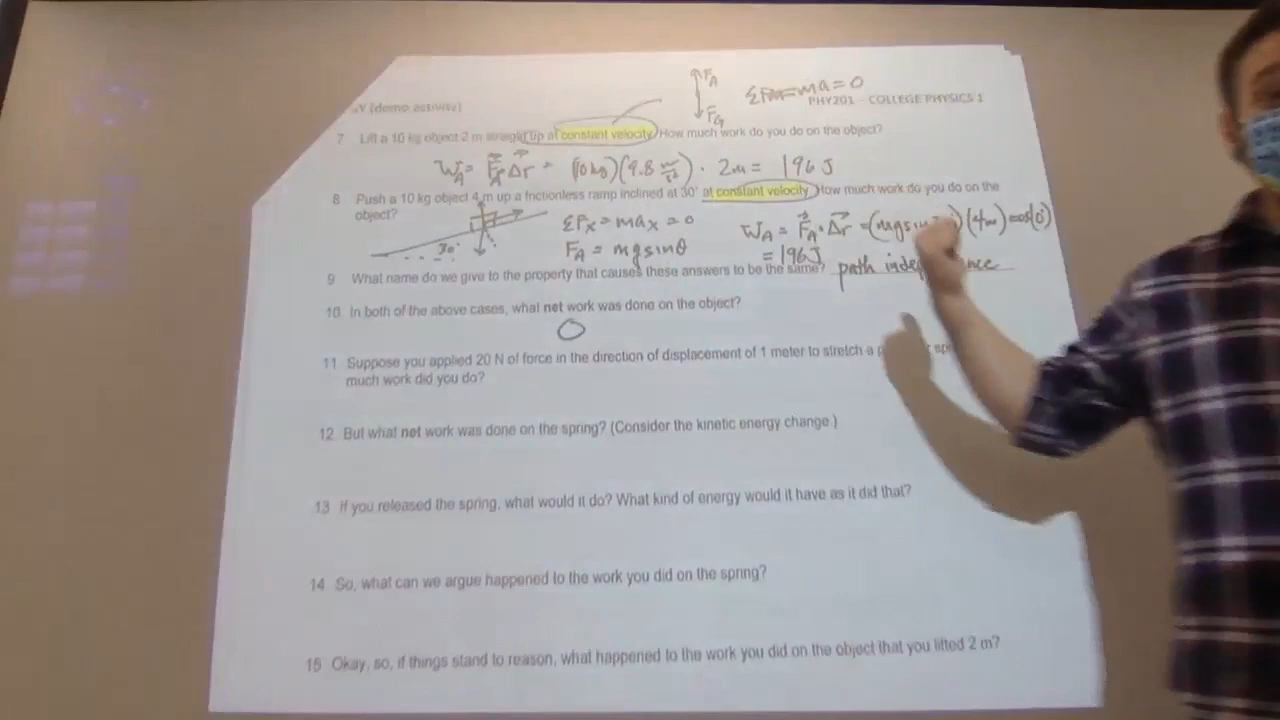 F_A
F_G
ΣF = ma = 0
(demo activity)
PHY201 - COLLEGE PHYSICS 1
7 Lift a 10 kg object 2 m straight up at constant velocity. How much work do you do on the object?
W_A = F_A Δr = (10 kg)(9.8 m/s²) · 2m = 196 J
8 Push a 10 kg object 4 m up a frictionless ramp inclined at 30° at constant velocity. How much work do you do on the
object?
30°
ΣFx = max = 0
W_A = F_A · Δr = (mg sin (4m) cos(0°)
F_A = mg sinθ
= 196J
9 What name do we give to the property that causes these answers to be the same? path
10 In both of the above cases, what net work was done on the object?
0
11 Suppose you applied 20 N of force in the direction of displacement of 1 meter to stretch a
much work did you do?
12. But what net work was done on the spring? (Consider the kinetic energy change.)
13 If you released the spring, what would it do? What kind of energy would it have as it did that?
14 So, what can we argue happened to the work you did on the spring?
15 Okay, so, if things stand to reason, what happened to the work you did on the object that you lifted 2 m?